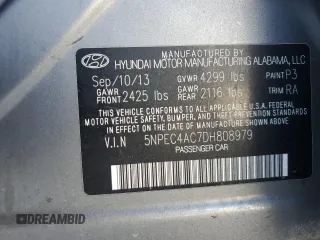 MANUFACTURED BY
HYUNDAI MOTOR MANUFACTURING ALABAMA, LLC
Sep/10/13 GVWR 4299 lbs PAINT P3
GAWR FRONT 2425 lbs GAWR REAR 2116 lbs TRIM RA
THIS VEHICLE CONFORMS TO ALL APPLICABLE
FEDERAL MOTOR VEHICLE SAFETY, BUMPER, AND THEFT
PREVENTION STANDARDS IN EFFECT ON THE DATE OF
MANUFACTURE SHOWN ABOVE.
V.I.N 5NPEC4AC7DH808979
PASSENGER CAR
DREAMBID